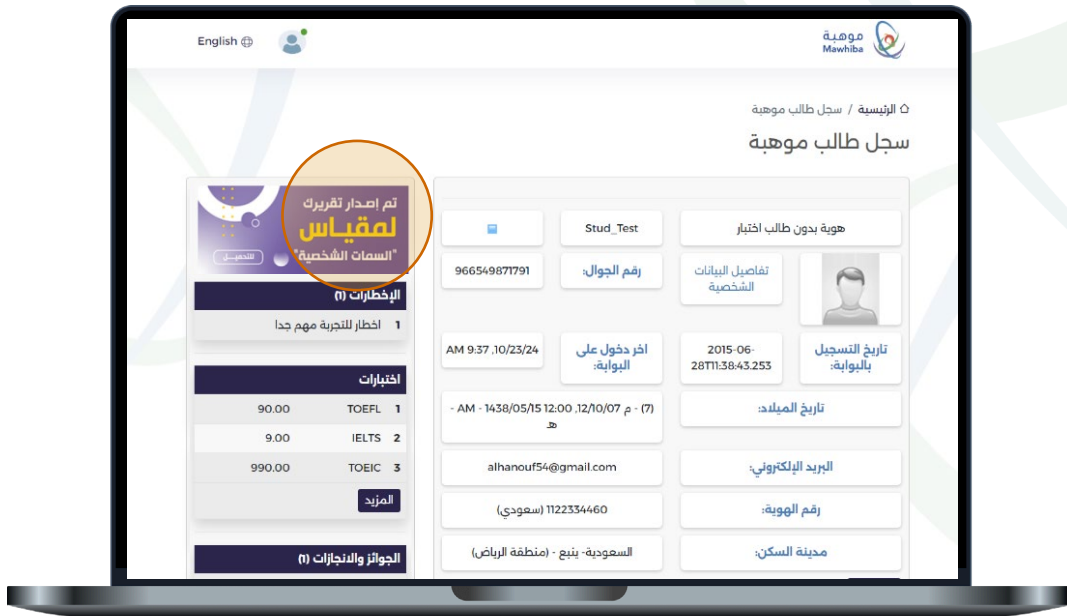 English
موهبة
Mawhiba
الرئيسية / سجل طالب موهبة
سجل طالب موهبة
هوية بدون طالب اختبار
Stud_Test
تفاصيل البيانات الشخصية
رقم الجوال:
966549871791
تاريخ التسجيل بالبوابة:
2015-06-28T11:38:43.253
اخر دخول على البوابة:
10/23/24, 9:37 AM
تاريخ الميلاد:
(7) - م 12/10/07, 12:00 AM - 1438/05/15 - هـ
البريد الإلكتروني:
alhanouf54@gmail.com
رقم الهوية:
1122334460 (سعودي)
مدينة السكن:
السعودية- ينبع - (منطقة الرياض)
تم إصدار تقريرك
لمقياس
"السمات الشخصية"
للتحميل
الإخطارات (1)
1 اخطار للتجربة مهم جدا
اختبارات
1 TOEFL 90.00
2 IELTS 9.00
3 TOEIC 990.00
المزيد
الجوائز والانجازات (1)